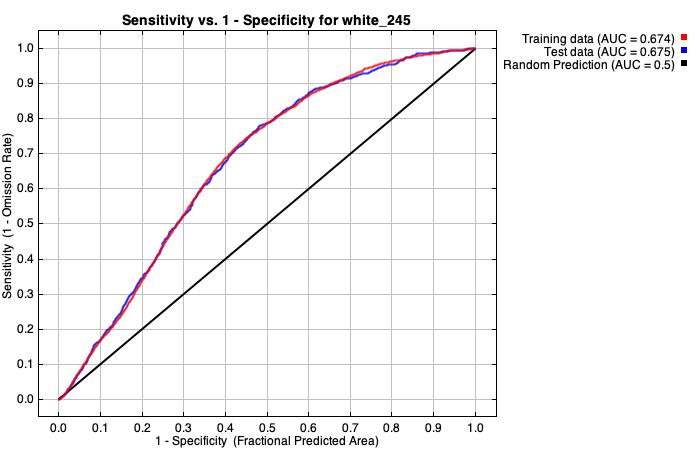 Sensitivity vs. 1 - Specificity for white_245
Training data (AUC = 0.674)
Test data (AUC = 0.675)
Random Prediction (AUC = 0.5)
Sensitivity (1 - Omission Rate)
1.0
0.9
0.8
0.7
0.6
0.5
0.4
0.3
0.2
0.1
0.0
0.0 0.1 0.2 0.3 0.4 0.5 0.6 0.7 0.8 0.9 1.0
1 - Specificity (Fractional Predicted Area)